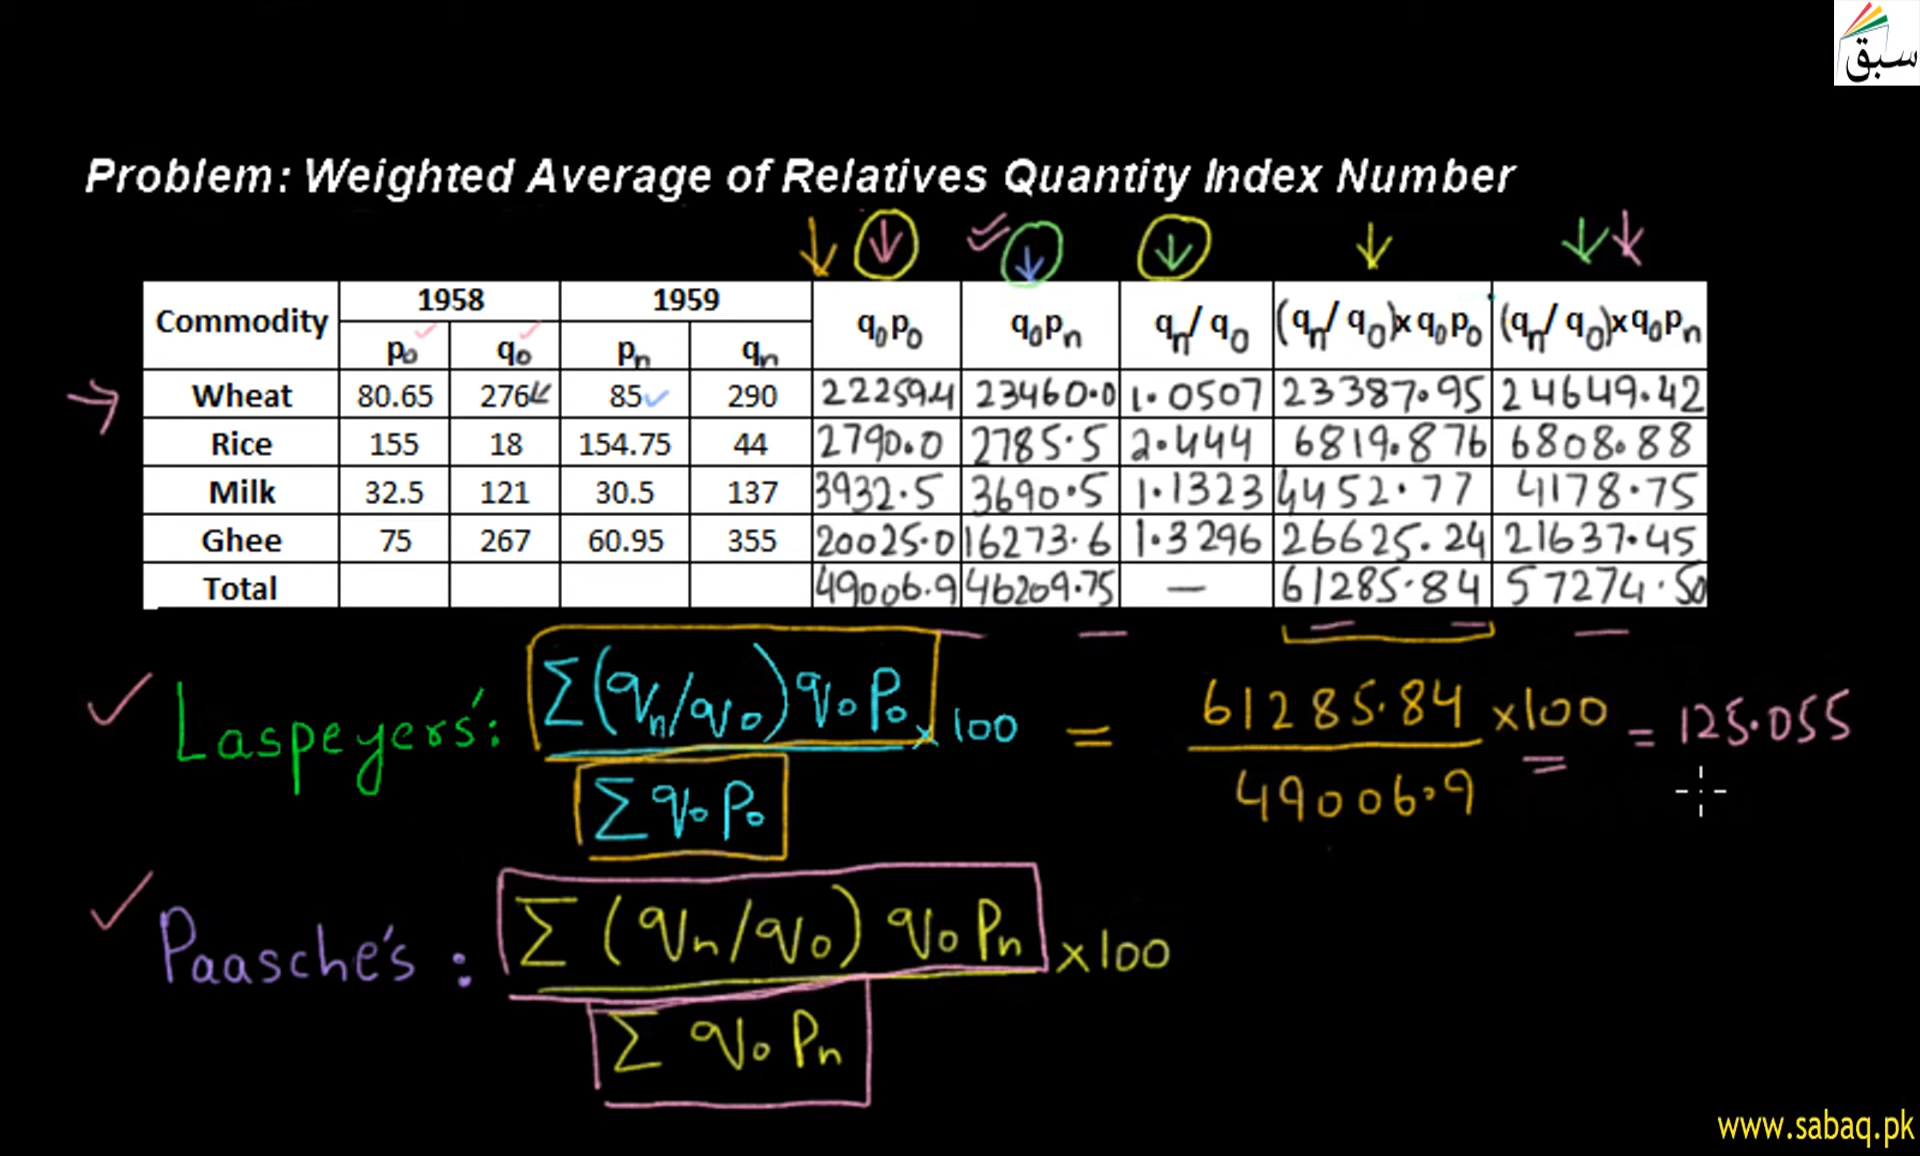 سبق
Problem: Weighted Average of Relatives Quantity Index Number
Commodity 1958 1959 q₀p₀ q₀pₙ qₙ/q₀ (qₙ/q₀)xq₀p₀ (qₙ/q₀)xq₀pₙ
p₀ q₀ pₙ qₙ
Wheat 80.65 276 85 290 22259.4 23460.0 1.0507 23387.95 24649.42
Rice 155 18 154.75 44 2790.0 2785.5 2.444 6819.876 6808.88
Milk 32.5 121 30.5 137 3932.5 3690.5 1.1323 4452.77 4178.75
Ghee 75 267 60.95 355 20025.0 16273.6 1.3296 26625.24 21637.45
Total 49006.9 46209.75 — 61285.84 57274.50
Laspeyers': Σ(qₙ/q₀)q₀P₀ x 100 = 61285.84 x100 = 125.055
Σq₀P₀ 49006.9
Paasche's: Σ(qₙ/q₀) q₀Pₙ x100
Σ q₀Pₙ
www.sabaq.pk